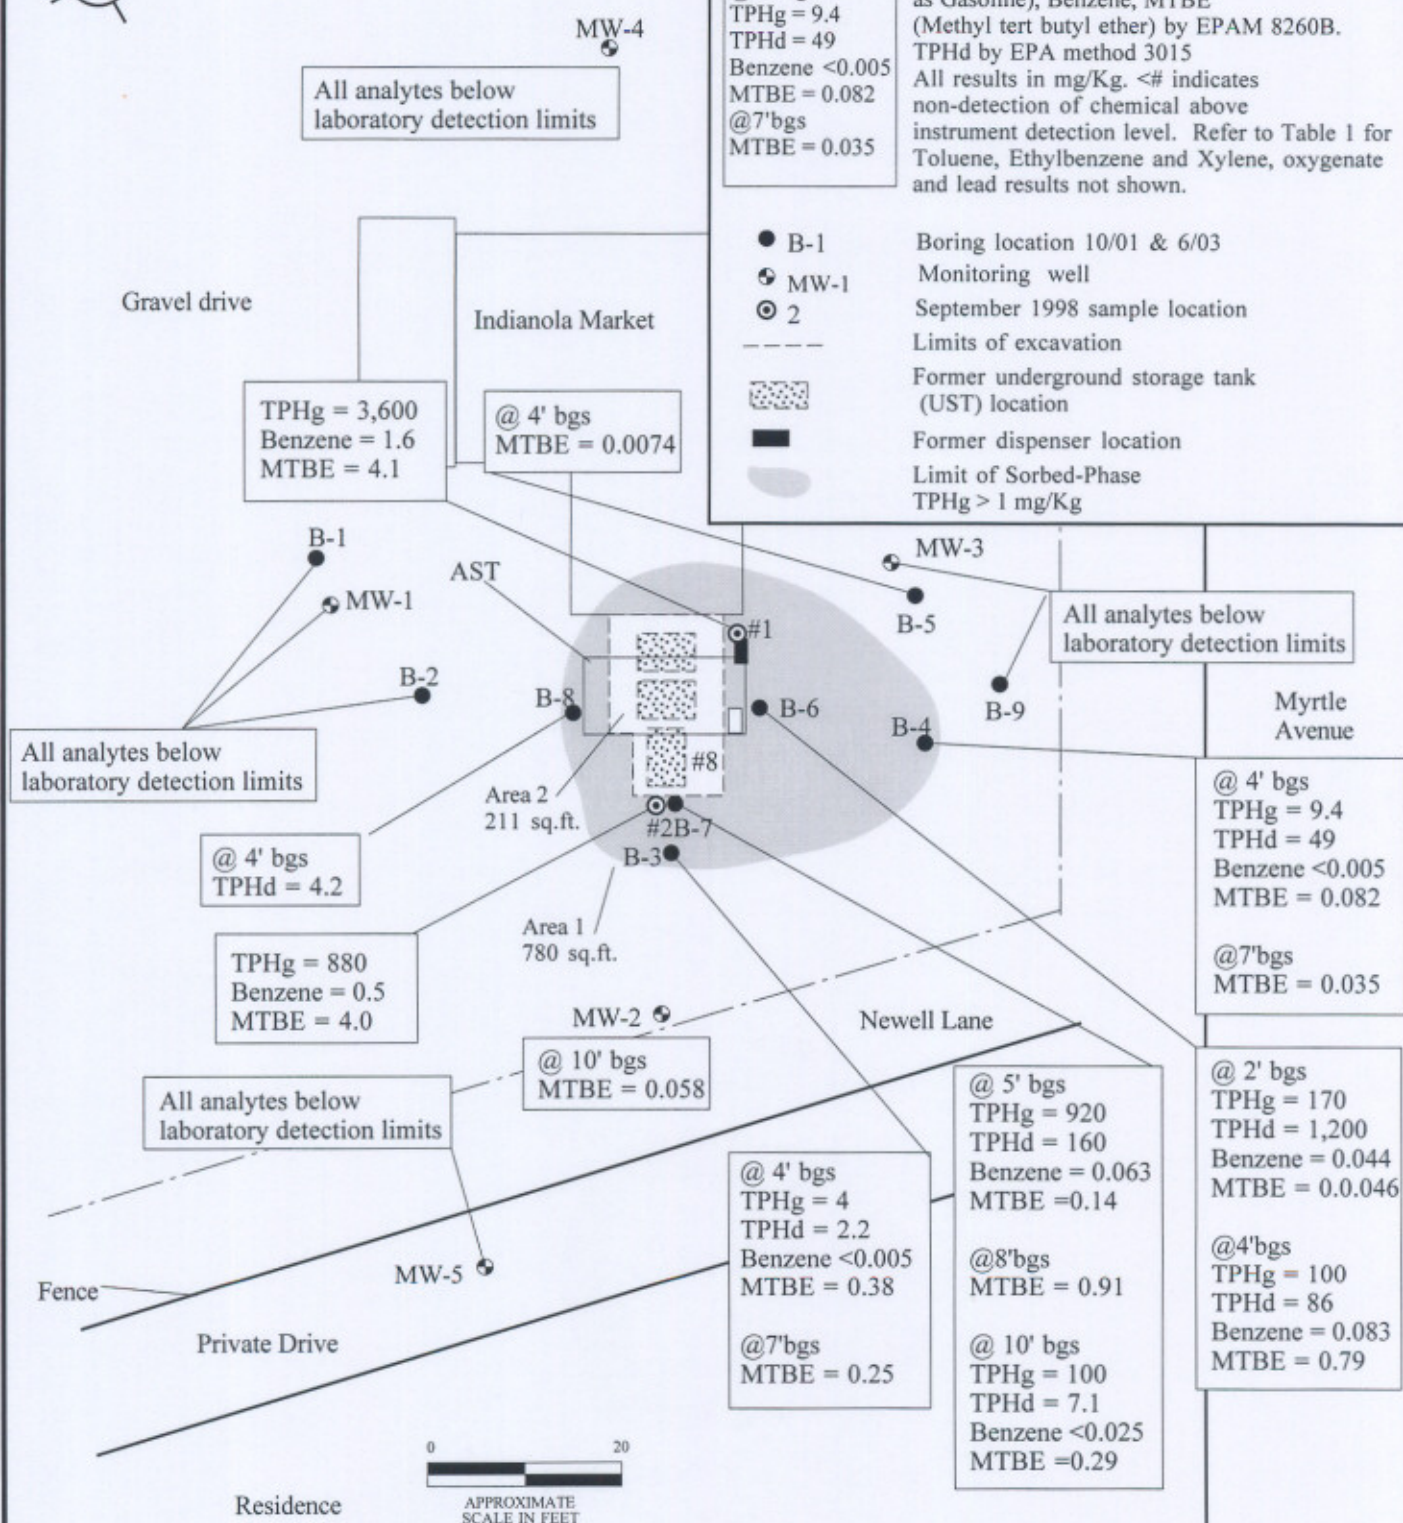 MW-4
All analytes below
laboratory detection limits
TPHg = 9.4
TPHd = 49
Benzene <0.005
MTBE = 0.082
@7'bgs
MTBE = 0.035
as Gasoline), Benzene, MTBE
(Methyl tert butyl ether) by EPAM 8260B.
TPHd by EPA method 3015
All results in mg/Kg. <# indicates
non-detection of chemical above
instrument detection level. Refer to Table 1 for
Toluene, Ethylbenzene and Xylene, oxygenate
and lead results not shown.
B-1 Boring location 10/01 & 6/03
MW-1 Monitoring well
2 September 1998 sample location
Limits of excavation
Former underground storage tank
(UST) location
Former dispenser location
Limit of Sorbed-Phase
TPHg > 1 mg/Kg
Gravel drive
Indianola Market
TPHg = 3,600
Benzene = 1.6
MTBE = 4.1
@ 4' bgs
MTBE = 0.0074
B-1
MW-1
AST
B-2
B-8
#1
B-6
#8
MW-3
B-5
B-9
B-4
All analytes below
laboratory detection limits
Myrtle
Avenue
All analytes below
laboratory detection limits
Area 2
211 sq.ft.
#2B-7
B-3
@ 4' bgs
TPHd = 4.2
Area 1
780 sq.ft.
TPHg = 880
Benzene = 0.5
MTBE = 4.0
@ 4' bgs
TPHg = 9.4
TPHd = 49
Benzene <0.005
MTBE = 0.082
@7'bgs
MTBE = 0.035
MW-2
@ 10' bgs
MTBE = 0.058
Newell Lane
All analytes below
laboratory detection limits
MW-5
Fence
Private Drive
@ 4' bgs
TPHg = 4
TPHd = 2.2
Benzene <0.005
MTBE = 0.38
@7'bgs
MTBE = 0.25
@ 5' bgs
TPHg = 920
TPHd = 160
Benzene = 0.063
MTBE =0.14
@8'bgs
MTBE = 0.91
@ 10' bgs
TPHg = 100
TPHd = 7.1
Benzene <0.025
MTBE =0.29
@ 2' bgs
TPHg = 170
TPHd = 1,200
Benzene = 0.044
MTBE = 0.0.046
@4'bgs
TPHg = 100
TPHd = 86
Benzene = 0.083
MTBE = 0.79
0 20
APPROXIMATE
SCALE IN FEET
Residence